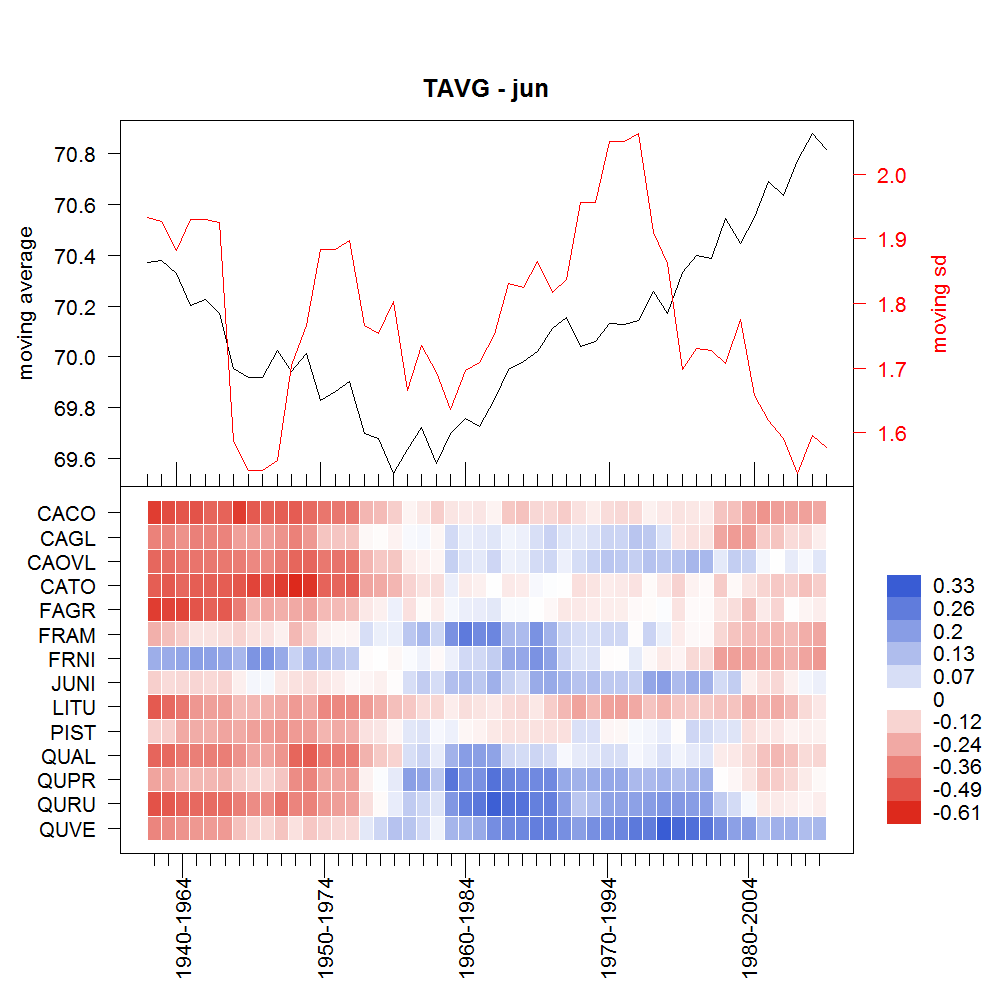 TAVG - jun
70.8
70.6
70.4
70.2
70.0
69.8
69.6
moving average
2.0
1.9
1.8
1.7
1.6
moving sd
CACO
CAGL
CAOVL
CATO
FAGR
FRAM
FRNI
JUNI
LITU
PIST
QUAL
QUPR
QURU
QUVE
0.33
0.26
0.2
0.13
0.07
0
-0.12
-0.24
-0.36
-0.49
-0.61
1940-1964
1950-1974
1960-1984
1970-1994
1980-2004